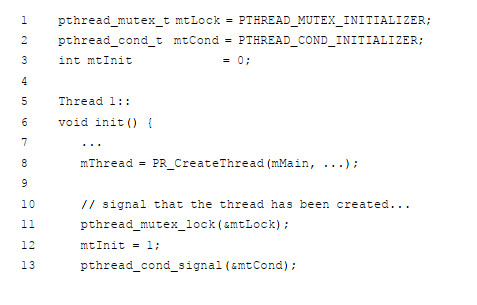 1 pthread_mutex_t mtLock = PTHREAD_MUTEX_INITIALIZER;
2 pthread_cond_t mtCond = PTHREAD_COND_INITIALIZER;
3 int mtInit = 0;
4
5 Thread 1::
6 void init() {
7 ...
8 mThread = PR_CreateThread(mMain, ...);
9
10 // signal that the thread has been created...
11 pthread_mutex_lock(&mtLock);
12 mtInit = 1;
13 pthread_cond_signal(&mtCond);